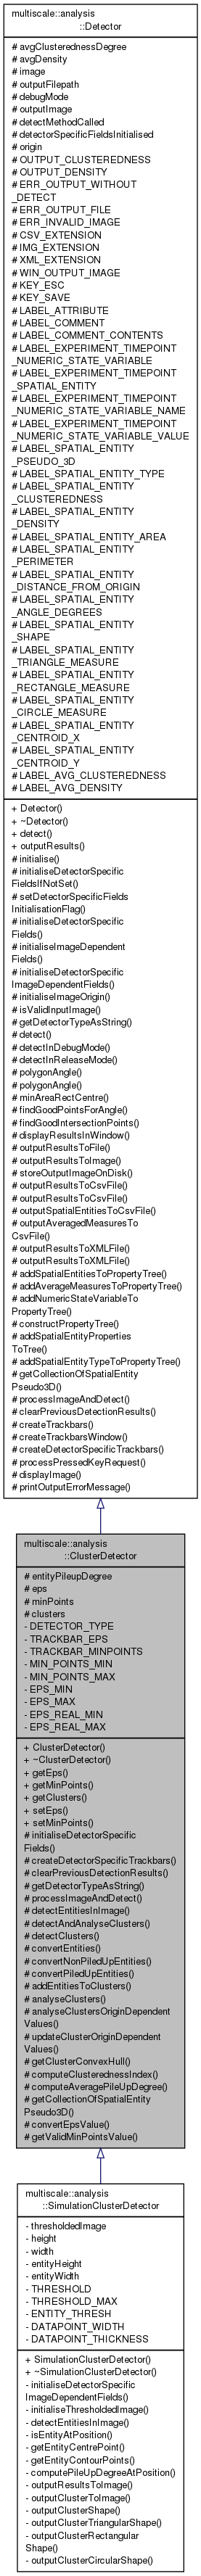 multiscale::analysis
::Detector
# avgClusterednessDegree
# avgDensity
# image
# outputFilepath
# debugMode
# outputImage
# detectMethodCalled
# detectorSpecificFieldsInitialised
# origin
# OUTPUT_CLUSTEREDNESS
# OUTPUT_DENSITY
# ERR_OUTPUT_WITHOUT
_DETECT
# ERR_OUTPUT_FILE
# ERR_INVALID_IMAGE
# CSV_EXTENSION
# IMG_EXTENSION
# XML_EXTENSION
# WIN_OUTPUT_IMAGE
# KEY_ESC
# KEY_SAVE
# LABEL_ATTRIBUTE
# LABEL_COMMENT
# LABEL_COMMENT_CONTENTS
# LABEL_EXPERIMENT_TIMEPOINT
_NUMERIC_STATE_VARIABLE
# LABEL_EXPERIMENT_TIMEPOINT
_SPATIAL_ENTITY
# LABEL_EXPERIMENT_TIMEPOINT
_NUMERIC_STATE_VARIABLE_NAME
# LABEL_EXPERIMENT_TIMEPOINT
_NUMERIC_STATE_VARIABLE_VALUE
# LABEL_SPATIAL_ENTITY
_PSEUDO_3D
# LABEL_SPATIAL_ENTITY_TYPE
# LABEL_SPATIAL_ENTITY
_CLUSTEREDNESS
# LABEL_SPATIAL_ENTITY
_DENSITY
# LABEL_SPATIAL_ENTITY_AREA
# LABEL_SPATIAL_ENTITY
_PERIMETER
# LABEL_SPATIAL_ENTITY
_DISTANCE_FROM_ORIGIN
# LABEL_SPATIAL_ENTITY
_ANGLE_DEGREES
# LABEL_SPATIAL_ENTITY
_SHAPE
# LABEL_SPATIAL_ENTITY
_TRIANGLE_MEASURE
# LABEL_SPATIAL_ENTITY
_RECTANGLE_MEASURE
# LABEL_SPATIAL_ENTITY
_CIRCLE_MEASURE
# LABEL_SPATIAL_ENTITY
_CENTROID_X
# LABEL_SPATIAL_ENTITY
_CENTROID_Y
# LABEL_AVG_CLUSTEREDNESS
# LABEL_AVG_DENSITY
+ Detector()
+ ~Detector()
+ detect()
+ outputResults()
# initialise()
# initialiseDetectorSpecific
FieldsIfNotSet()
# setDetectorSpecificFields
InitialisationFlag()
# initialiseDetectorSpecific
Fields()
# initialiseImageDependent
Fields()
# initialiseDetectorSpecific
ImageDependentFields()
# initialiseImageOrigin()
# isValidInputImage()
# getDetectorTypeAsString()
# detect()
# detectInDebugMode()
# detectInReleaseMode()
# polygonAngle()
# polygonAngle()
# minAreaRectCentre()
# findGoodPointsForAngle()
# findGoodIntersectionPoints()
# displayResultsInWindow()
# outputResultsToFile()
# outputResultsToImage()
# storeOutputImageOnDisk()
# outputResultsToCsvFile()
# outputResultsToCsvFile()
# outputSpatialEntitiesToCsvFile()
# outputAveragedMeasuresTo
CsvFile()
# outputResultsToXMLFile()
# outputResultsToXMLFile()
# addSpatialEntitiesToPropertyTree()
# addAverageMeasuresToPropertyTree()
# addNumericStateVariableTo
PropertyTree()
# constructPropertyTree()
# addSpatialEntityProperties
ToTree()
# addSpatialEntityTypeToPropertyTree()
# getCollectionOfSpatialEntity
Pseudo3D()
# processImageAndDetect()
# clearPreviousDetectionResults()
# createTrackbars()
# createTrackbarsWindow()
# createDetectorSpecificTrackbars()
# processPressedKeyRequest()
# displayImage()
# printOutputErrorMessage()
multiscale::analysis
::ClusterDetector
# entityPileupDegree
# eps
# minPoints
# clusters
- DETECTOR_TYPE
- TRACKBAR_EPS
- TRACKBAR_MINPOINTS
- MIN_POINTS_MIN
- MIN_POINTS_MAX
- EPS_MIN
- EPS_MAX
- EPS_REAL_MIN
- EPS_REAL_MAX
+ ClusterDetector()
+ ~ClusterDetector()
+ getEps()
+ getMinPoints()
+ getClusters()
+ setEps()
+ setMinPoints()
# initialiseDetectorSpecific
Fields()
# createDetectorSpecificTrackbars()
# clearPreviousDetectionResults()
# getDetectorTypeAsString()
# processImageAndDetect()
# detectEntitiesInImage()
# detectAndAnalyseClusters()
# detectClusters()
# convertEntities()
# convertNonPiledUpEntities()
# convertPiledUpEntities()
# addEntitiesToClusters()
# analyseClusters()
# analyseClustersOriginDependent
Values()
# updateClusterOriginDependent
Values()
# getClusterConvexHull()
# computeClusterednessIndex()
# computeAveragePileUpDegree()
# getCollectionOfSpatialEntity
Pseudo3D()
# convertEpsValue()
# getValidMinPointsValue()
multiscale::analysis
::SimulationClusterDetector
- thresholdedImage
- height
- width
- entityHeight
- entityWidth
- THRESHOLD
- THRESHOLD_MAX
- ENTITY_THRESH
- DATAPOINT_WIDTH
- DATAPOINT_THICKNESS
+ SimulationClusterDetector()
+ ~SimulationClusterDetector()
- initialiseDetectorSpecific
ImageDependentFields()
- initialiseThresholdedImage()
- detectEntitiesInImage()
- isEntityAtPosition()
- getEntityCentrePoint()
- getEntityContourPoints()
- computePileUpDegreeAtPosition()
- outputResultsToImage()
- outputClusterToImage()
- outputClusterShape()
- outputClusterTriangularShape()
- outputClusterRectangular
Shape()
- outputClusterCircularShape()